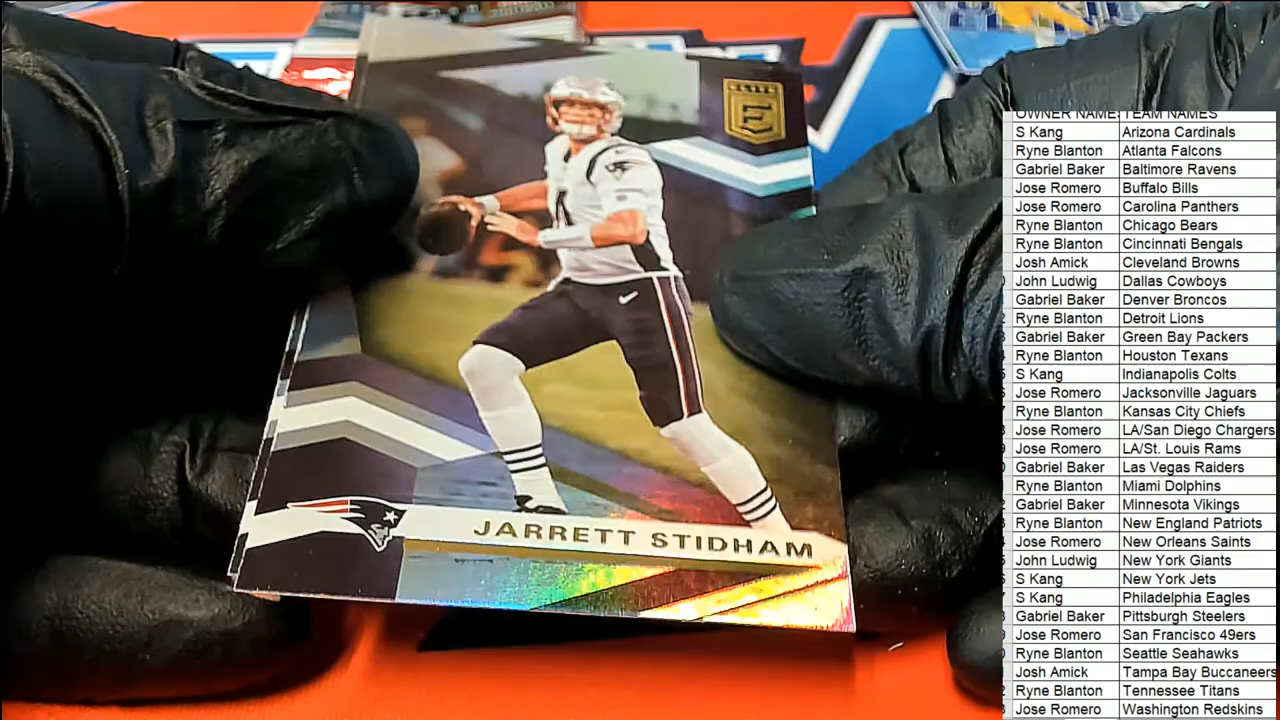 ELITE
E
JARRETT STIDHAM
OWNER NAMES TEAM NAMES
S Kang Arizona Cardinals
Ryne Blanton Atlanta Falcons
Gabriel Baker Baltimore Ravens
Jose Romero Buffalo Bills
Jose Romero Carolina Panthers
Ryne Blanton Chicago Bears
Ryne Blanton Cincinnati Bengals
Josh Amick Cleveland Browns
John Ludwig Dallas Cowboys
Gabriel Baker Denver Broncos
Ryne Blanton Detroit Lions
Gabriel Baker Green Bay Packers
Ryne Blanton Houston Texans
S Kang Indianapolis Colts
Jose Romero Jacksonville Jaguars
Ryne Blanton Kansas City Chiefs
Jose Romero LA/San Diego Chargers
Jose Romero LA/St. Louis Rams
Gabriel Baker Las Vegas Raiders
Ryne Blanton Miami Dolphins
Gabriel Baker Minnesota Vikings
Ryne Blanton New England Patriots
Jose Romero New Orleans Saints
John Ludwig New York Giants
S Kang New York Jets
S Kang Philadelphia Eagles
Gabriel Baker Pittsburgh Steelers
Jose Romero San Francisco 49ers
Ryne Blanton Seattle Seahawks
Josh Amick Tampa Bay Buccaneers
Ryne Blanton Tennessee Titans
Jose Romero Washington Redskins